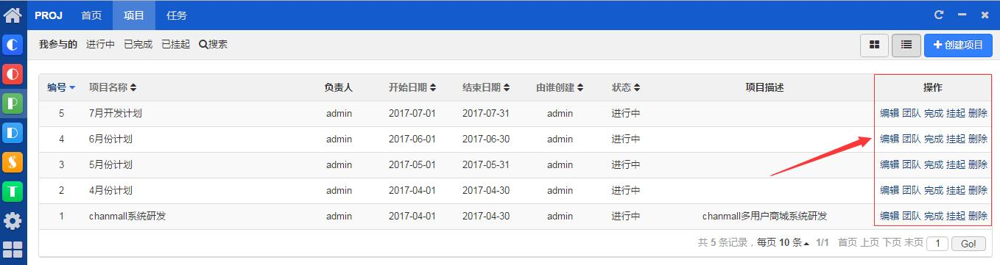 PROJ 首页 项目 任务
我参与的 进行中 已完成 已挂起 搜索 创建项目
编号 项目名称 负责人 开始日期 结束日期 由谁创建 状态 项目描述 操作
5 7月开发计划 admin 2017-07-01 2017-07-31 admin 进行中 编辑 团队 完成 挂起 删除
4 6月份计划 admin 2017-06-01 2017-06-30 admin 进行中 编辑 团队 完成 挂起 删除
3 5月份计划 admin 2017-05-01 2017-05-31 admin 进行中 编辑 团队 完成 挂起 删除
2 4月份计划 admin 2017-04-01 2017-04-30 admin 进行中 编辑 团队 完成 挂起 删除
1 chanmall系统研发 admin 2017-04-01 2017-04-30 admin 进行中 chanmall多用户商城系统研发 编辑 团队 完成 挂起 删除
共 5 条记录，每页 10 条 1/1 首页 上页 下页 末页 1 Go!
C
D
P
D
S
T